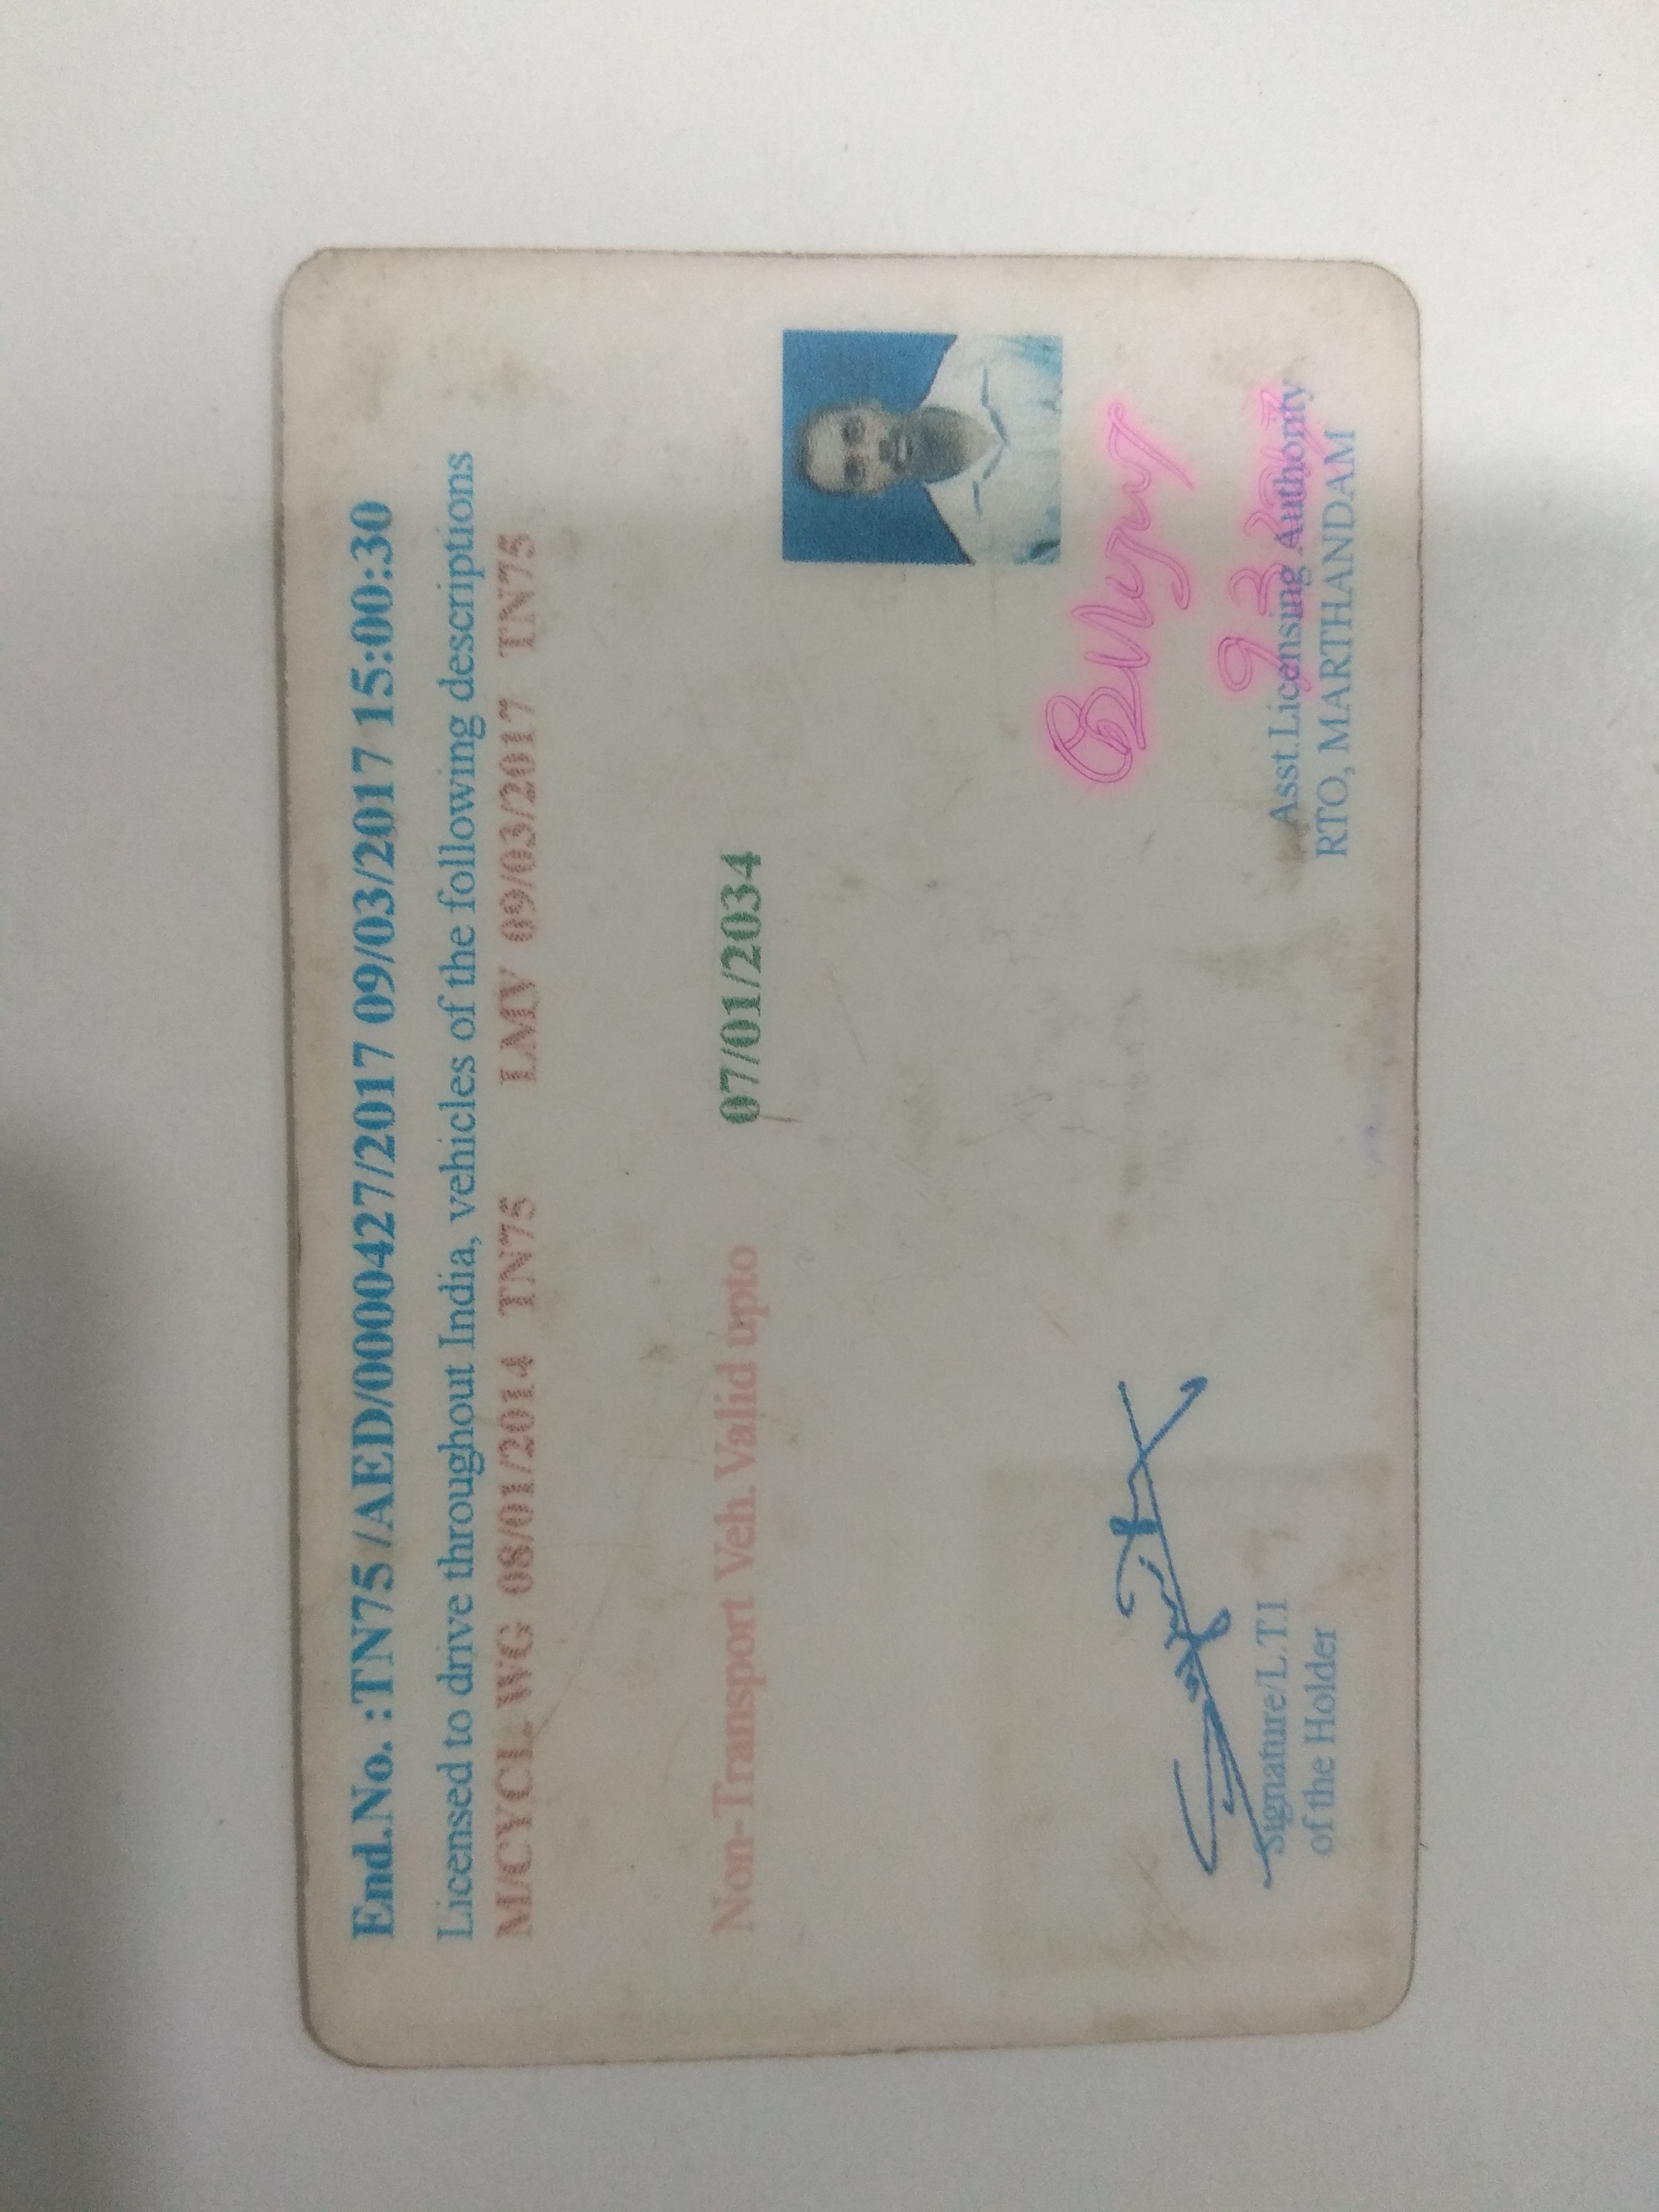 End.No. :TN75 /AED/0000427/2017 09/03/2017 15:00:30
Licensed to drive throughout India, vehicles of the following descriptions
M/CYCL.WG 08/01/2014 TN75 LMV 09/03/2017 TN75
Non-Transport Veh. Valid upto 07/01/2034
Signature/L.T.I
of the Holder
Asst.Licensing Authority
RTO, MARTHANDAM